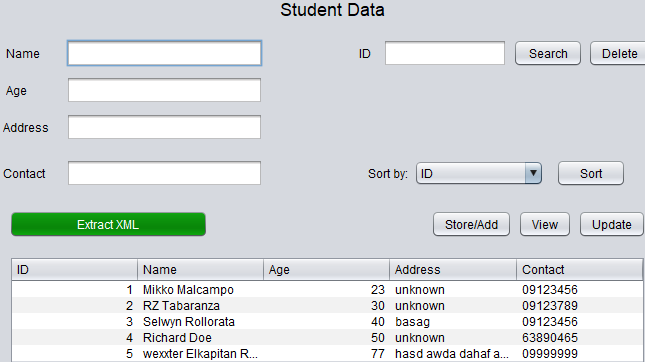 Student Data
Name ID Search Delete
Age
Address
Contact Sort by: ID Sort
Extract XML Store/Add View Update
ID Name Age Address Contact
1 Mikko Malcampo 23 unknown 09123456
2 RZ Tabaranza 30 unknown 09123789
3 Selwyn Rollorata 40 basag 09123456
4 Richard Doe 50 unknown 63890465
5 wexxter Elkapitan R... 77 hasd awda dahaf a... 09999999